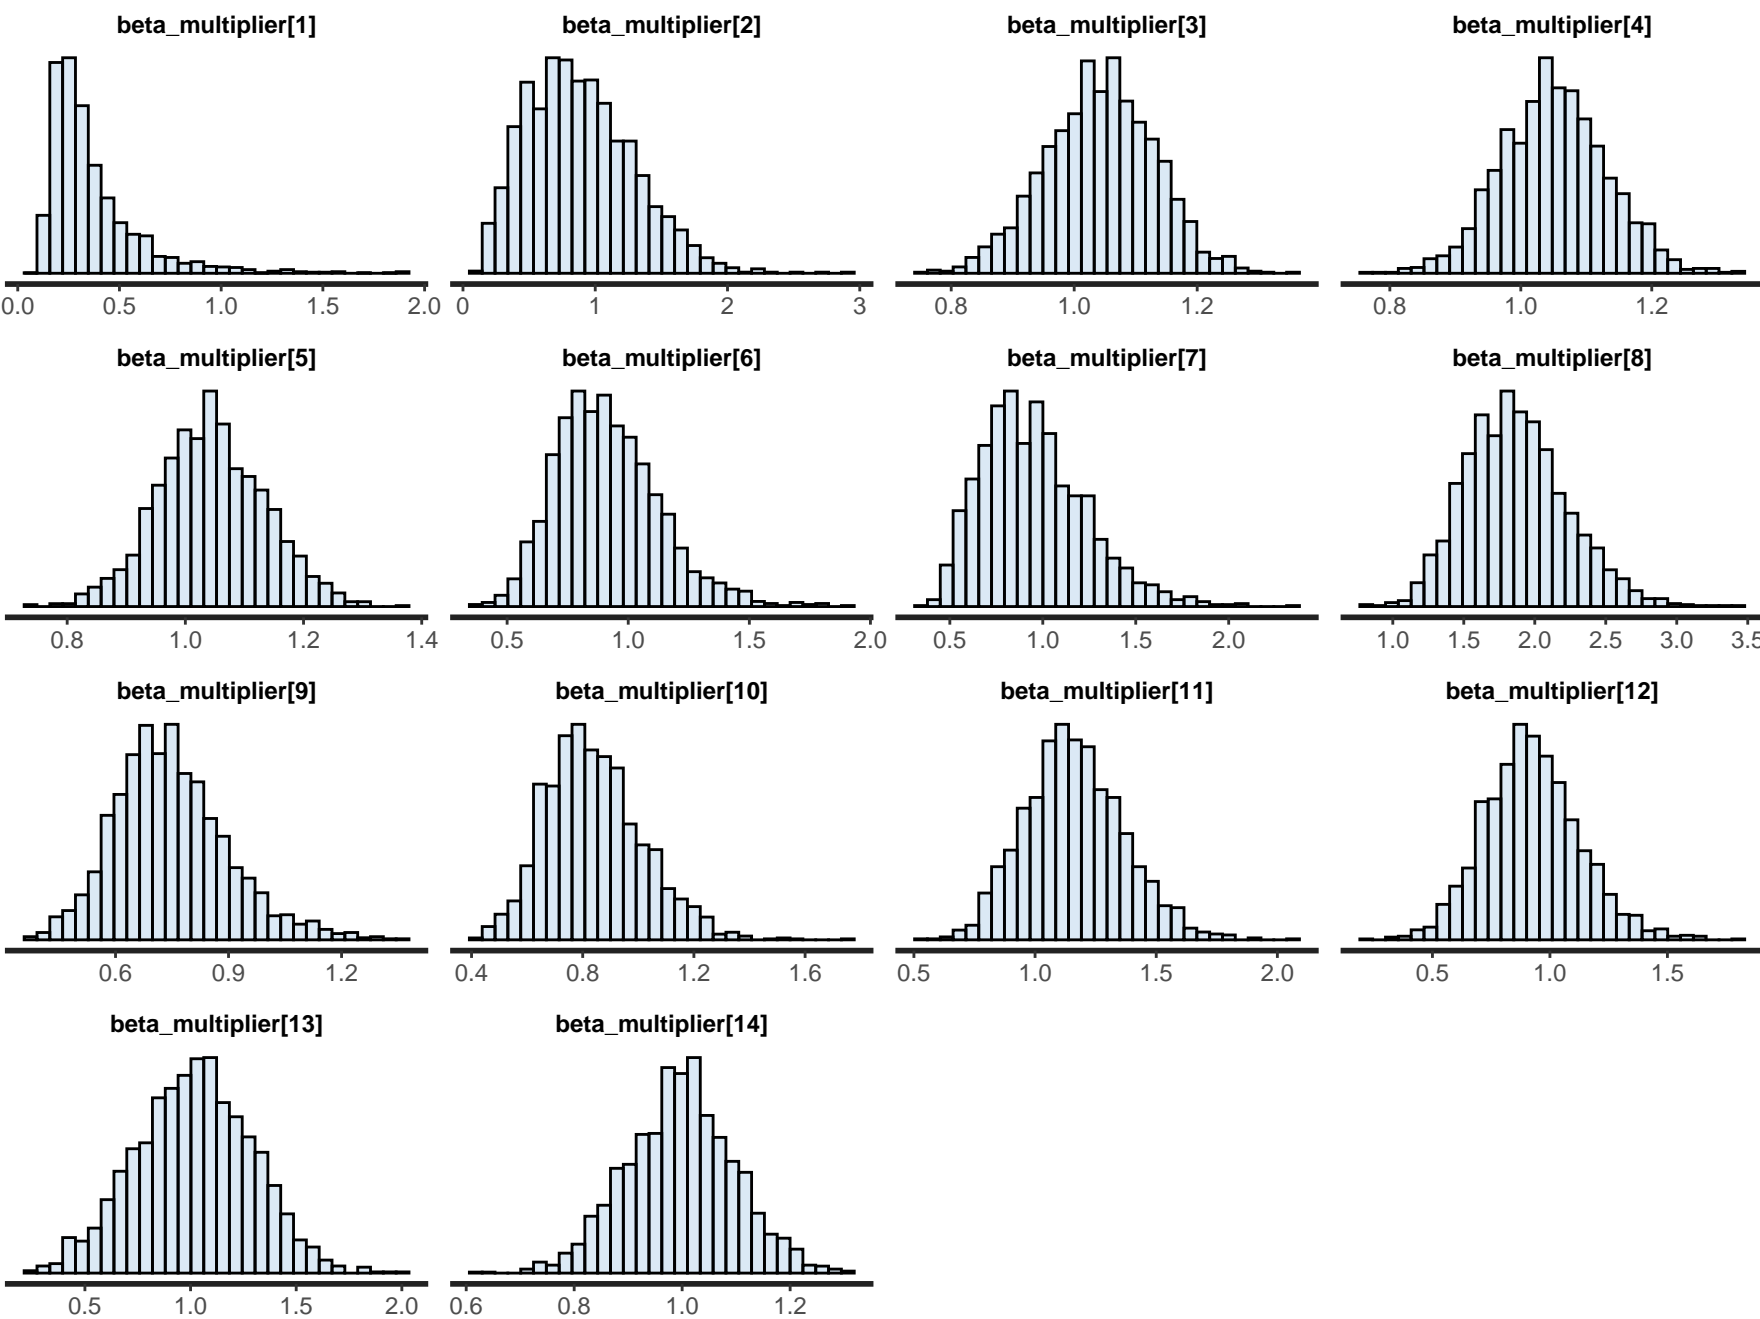 beta_multiplier[1] beta_multiplier[2] beta_multiplier[3] beta_multiplier[4]
0.0 0.5 1.0 1.5 2.0 0 1 2 3 0.8 1.0 1.2 0.8 1.0 1.2
beta_multiplier[5] beta_multiplier[6] beta_multiplier[7] beta_multiplier[8]
0.8 1.0 1.2 1.4 0.5 1.0 1.5 2.0 0.5 1.0 1.5 2.0 1.0 1.5 2.0 2.5 3.0 3.5
beta_multiplier[9] beta_multiplier[10] beta_multiplier[11] beta_multiplier[12]
0.6 0.9 1.2 0.4 0.8 1.2 1.6 0.5 1.0 1.5 2.0 0.5 1.0 1.5
beta_multiplier[13] beta_multiplier[14]
0.5 1.0 1.5 2.0 0.6 0.8 1.0 1.2